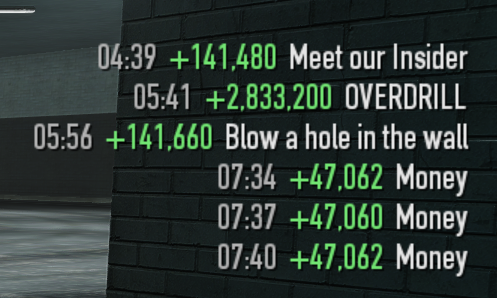 04:39 +141,480 Meet our Insider
05:41 +2,833,200 OVERDRILL
05:56 +141,660 Blow a hole in the wall
07:34 +47,062 Money
07:37 +47,060 Money
07:40 +47,062 Money